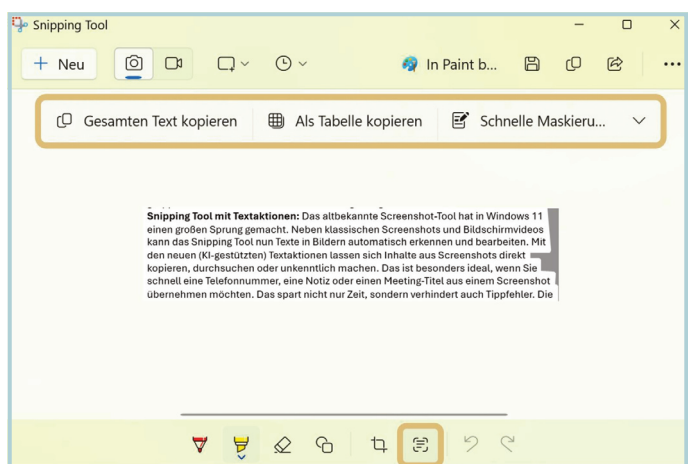 Snipping Tool
Neu
In Paint b...
Gesamten Text kopieren
Als Tabelle kopieren
Schnelle Maskieru...
Snipping Tool mit Textaktionen: Das altbekannte Screenshot-Tool hat in Windows 11
einen großen Sprung gemacht. Neben klassischen Screenshots und Bildschirmvideos
kann das Snipping Tool nun Texte in Bildern automatisch erkennen und bearbeiten. Mit
den neuen (KI-gestützten) Textaktionen lassen sich Inhalte aus Screenshots direkt
kopieren, durchsuchen oder unkenntlich machen. Das ist besonders ideal, wenn Sie
schnell eine Telefonnummer, eine Notiz oder einen Meeting-Titel aus einem Screenshot
übernehmen möchten. Das spart nicht nur Zeit, sondern verhindert auch Tippfehler. Die